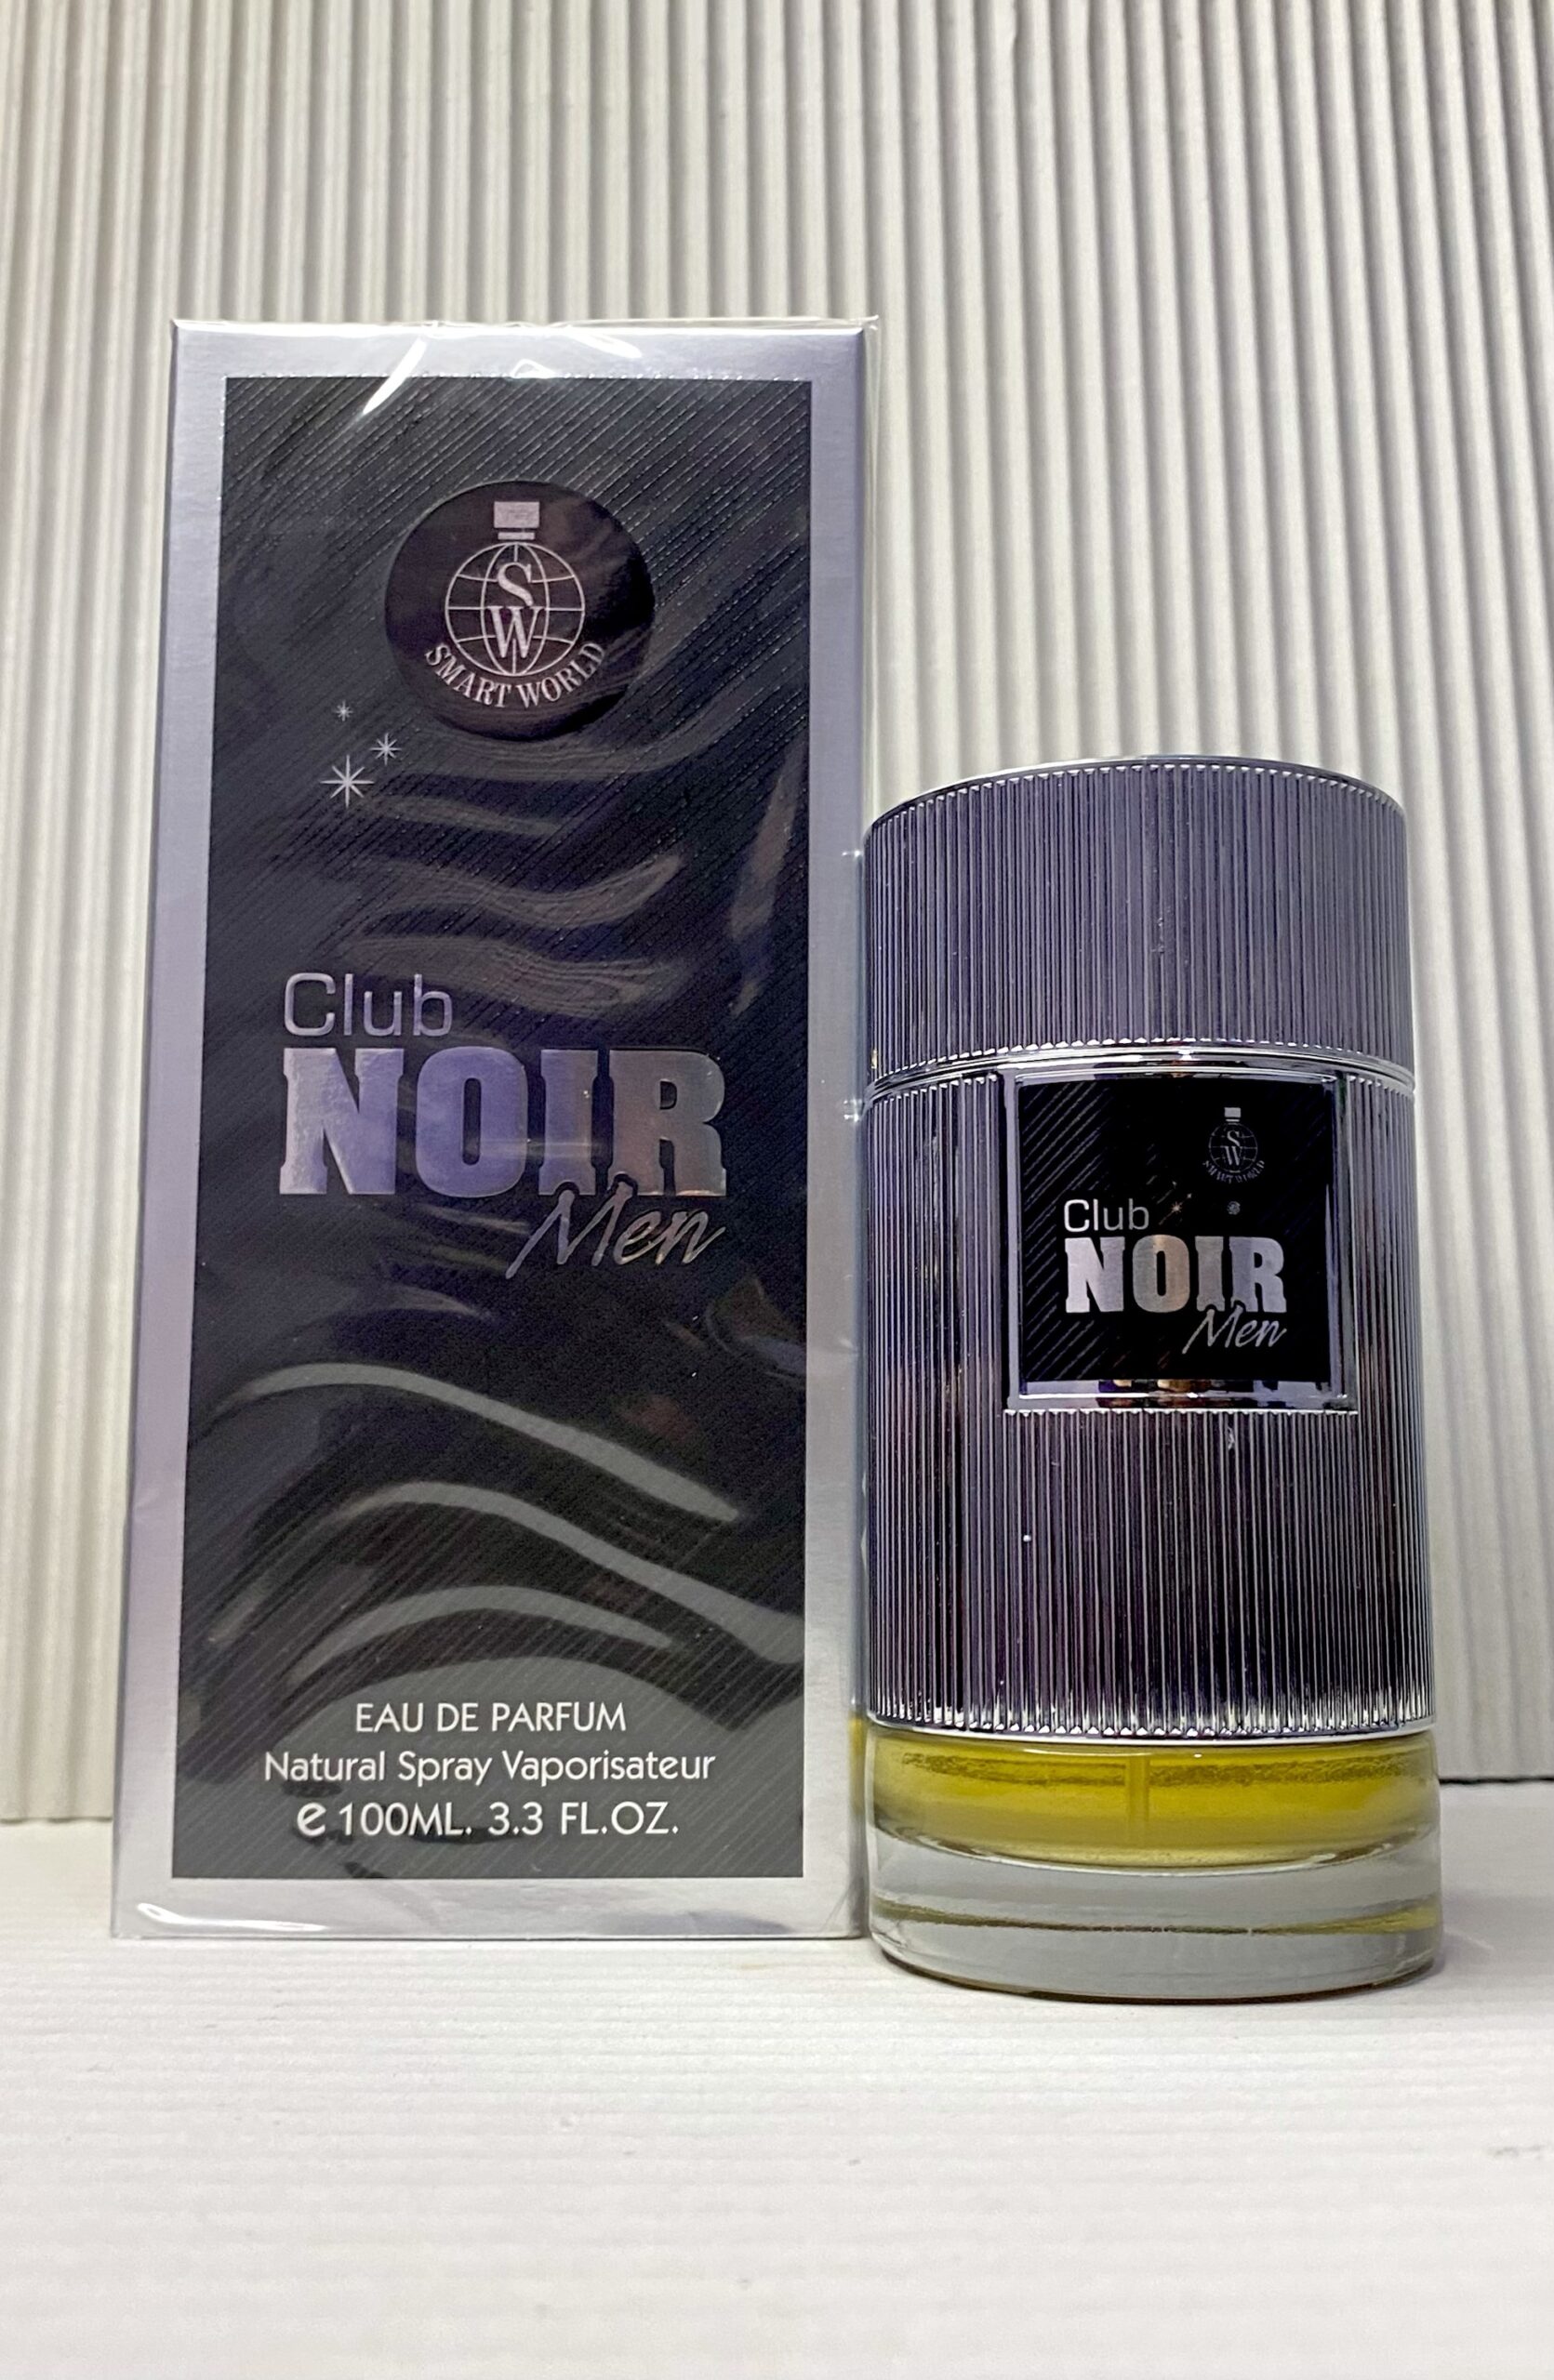 S
W
SMART WORLD
Club
NOIR
Men
EAU DE PARFUM
Natural Spray Vaporisateur
e 100ML. 3.3 FL.OZ.
S
W
SMART WORLD
Club
NOIR
Men